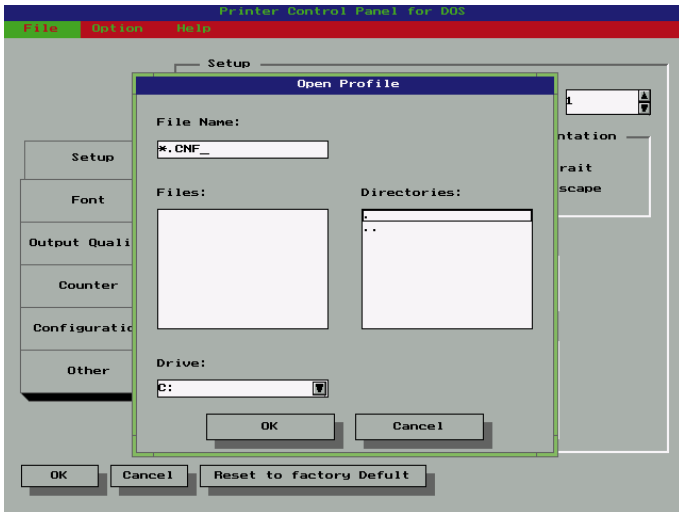 Printer Control Panel for DOS
File Option Help
Setup
Open Profile
1
File Name:
ntation
*.CNF_
Setup
rait
Files:
Directories:
scape
Font
.
..
Output Quali
Counter
Configuratio
Drive:
Other
C:
OK
Cancel
OK
Cancel
Reset to factory Defult